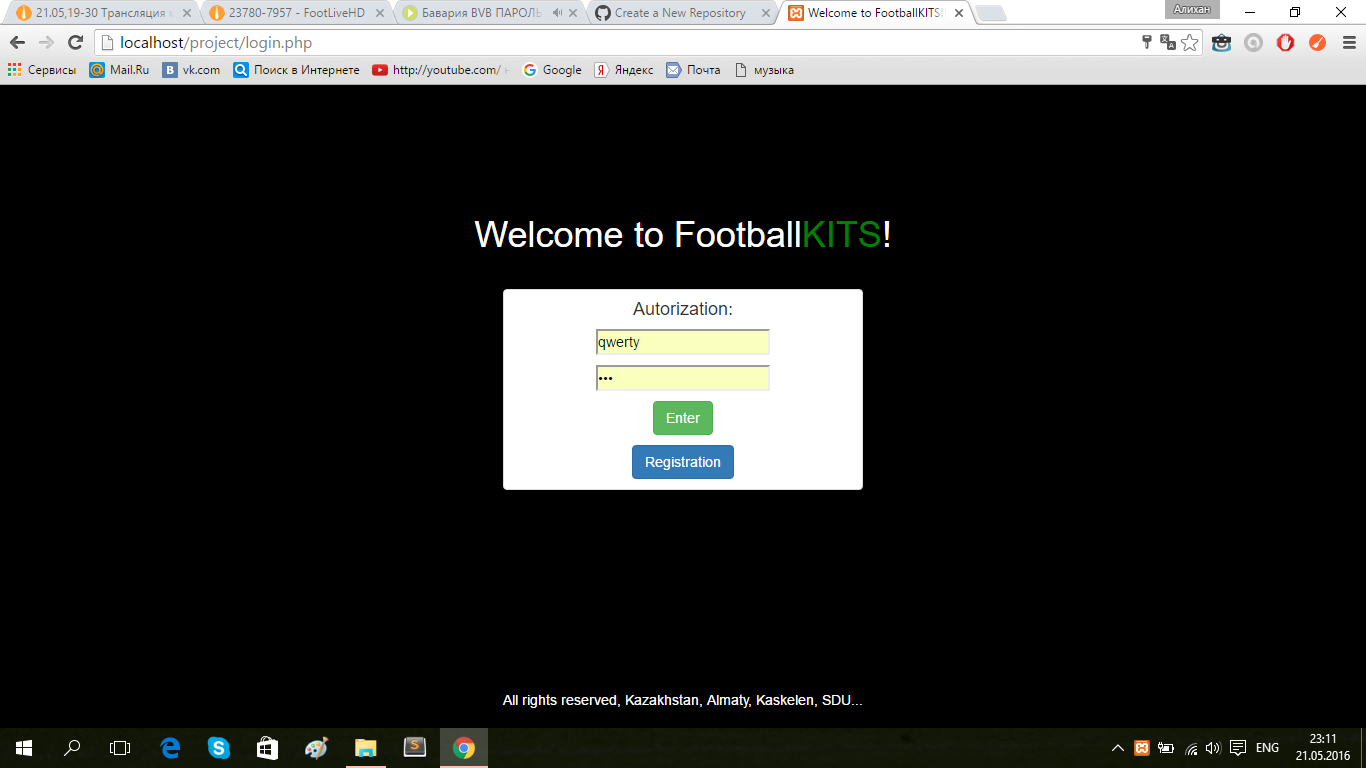 21.05,19-30 Трансляция
23780-7957 - FootLiveHD
Бавария BVB ПАРОЛЬ
Create a New Repository
Welcome to FootballKITS!
Алихан
localhost/project/login.php
Сервисы
Mail.Ru
vk.com
Поиск в Интернете
http://youtube.com/
Google
Яндекс
Почта
музыка
Welcome to FootballKITS!
Autorization:
qwerty
•••
Enter
Registration
All rights reserved, Kazakhstan, Almaty, Kaskelen, SDU...
ENG
23:11
21.05.2016